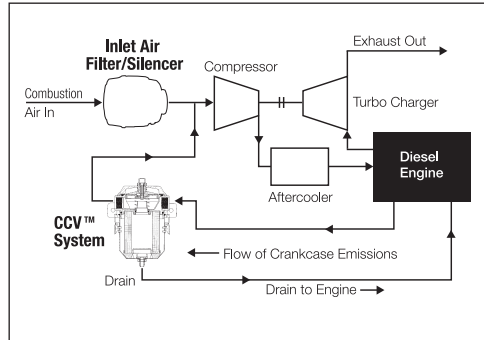 Inlet Air
Filter/Silencer
Combustion
Air In
Compressor
Exhaust Out
Turbo Charger
Diesel
Engine
Aftercooler
CCV™
System
Flow of Crankcase Emissions
Drain
Drain to Engine